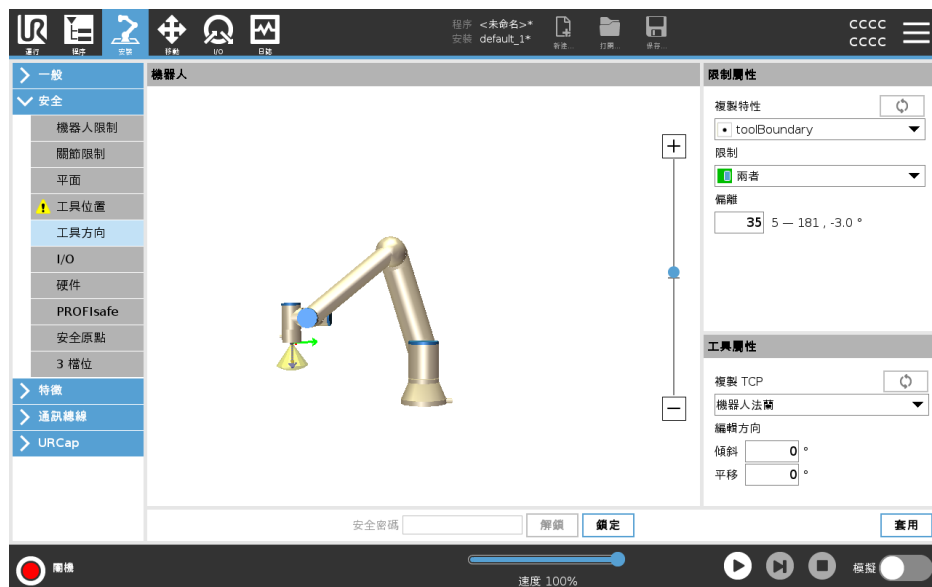 UR
程序 <未命名>*
安裝 default_1*
cccc
cccc
運行
程序
安裝
移動
I/O
日誌
新建...
打開...
保存...
一般
安全
機器人限制
關節限制
平面
工具位置
工具方向
I/O
硬件
PROFIsafe
安全原點
3 檔位
特徵
通訊總線
URCap
機器人
限制屬性
複製特性
toolBoundary
限制
兩者
偏離
35 5 — 181 , -3.0 °
工具屬性
複製 TCP
機器人法蘭
編輯方向
傾斜 0 °
平移 0 °
安全密碼 解鎖 鎖定 套用
關機
速度 100%
模擬